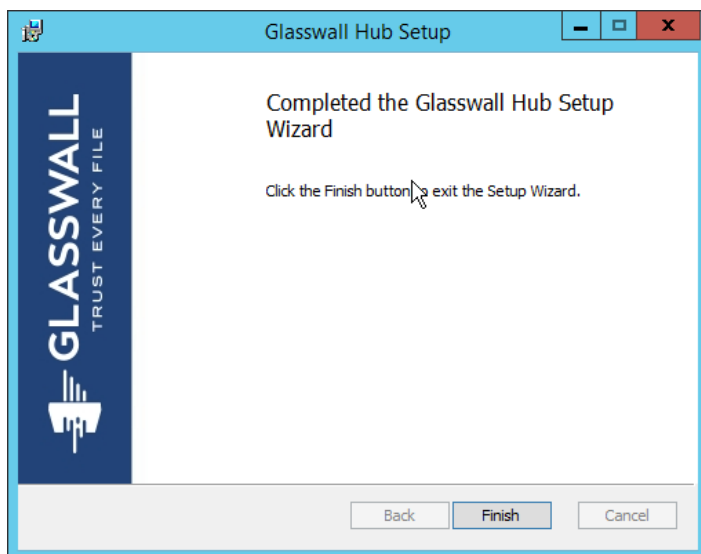 Glasswall Hub Setup
GLASSWALL
TRUST EVERY FILE
Completed the Glasswall Hub Setup
Wizard
Click the Finish button to exit the Setup Wizard.
Back
Finish
Cancel